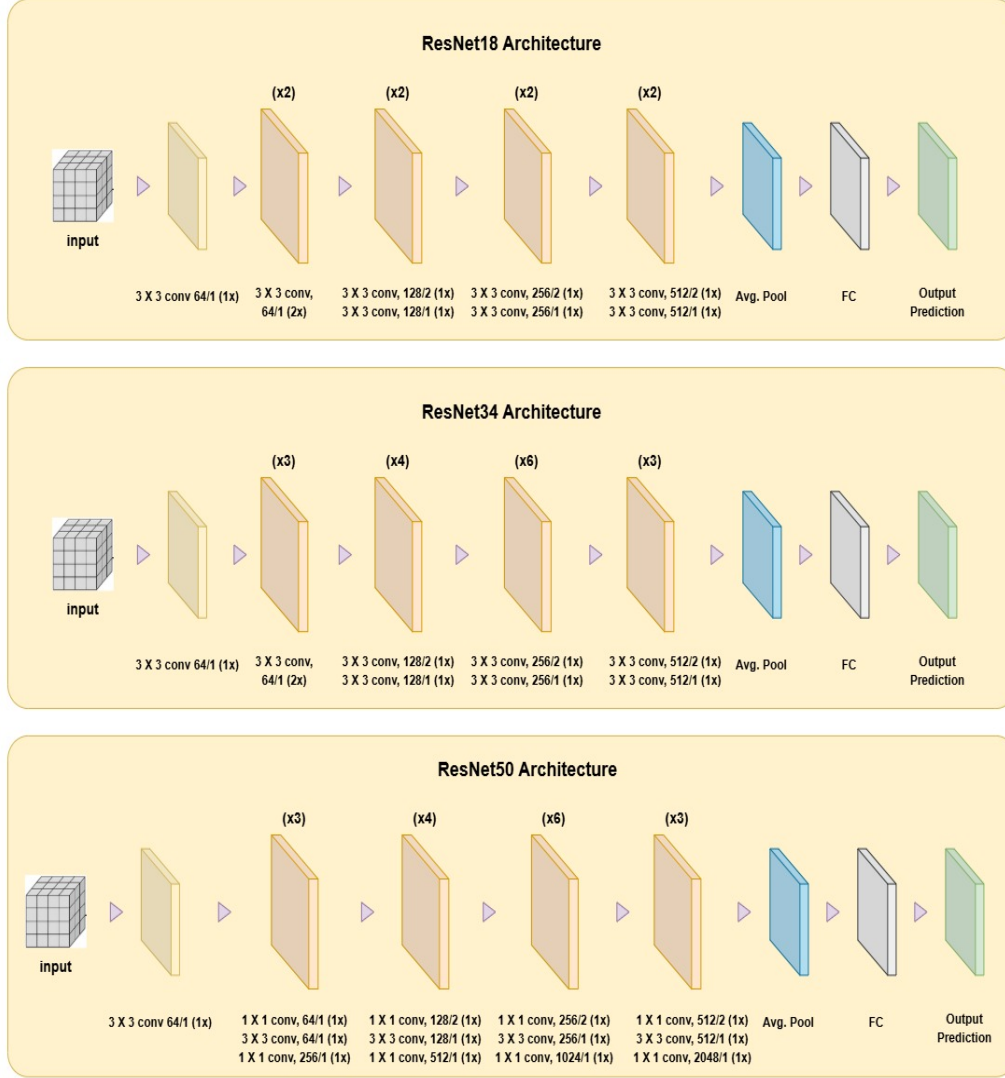 ResNet18 Architecture
(x2) (x2) (x2) (x2)
input
3 X 3 conv 64/1 (1x)
3 X 3 conv,
64/1 (2x)
3 X 3 conv, 128/2 (1x)
3 X 3 conv, 128/1 (1x)
3 X 3 conv, 256/2 (1x)
3 X 3 conv, 256/1 (1x)
3 X 3 conv, 512/2 (1x)
3 X 3 conv, 512/1 (1x)
Avg. Pool
FC
Output
Prediction
ResNet34 Architecture
(x3) (x4) (x6) (x3)
input
3 X 3 conv 64/1 (1x)
3 X 3 conv,
64/1 (2x)
3 X 3 conv, 128/2 (1x)
3 X 3 conv, 128/1 (1x)
3 X 3 conv, 256/2 (1x)
3 X 3 conv, 256/1 (1x)
3 X 3 conv, 512/2 (1x)
3 X 3 conv, 512/1 (1x)
Avg. Pool
FC
Output
Prediction
ResNet50 Architecture
(x3) (x4) (x6) (x3)
input
3 X 3 conv 64/1 (1x)
1 X 1 conv, 64/1 (1x)
3 X 3 conv, 64/1 (1x)
1 X 1 conv, 256/1 (1x)
1 X 1 conv, 128/2 (1x)
3 X 3 conv, 128/1 (1x)
1 X 1 conv, 512/1 (1x)
1 X 1 conv, 256/2 (1x)
3 X 3 conv, 256/1 (1x)
1 X 1 conv, 1024/1 (1x)
1 X 1 conv, 512/2 (1x)
3 X 3 conv, 512/1 (1x)
1 X 1 conv, 2048/1 (1x)
Avg. Pool
FC
Output
Prediction